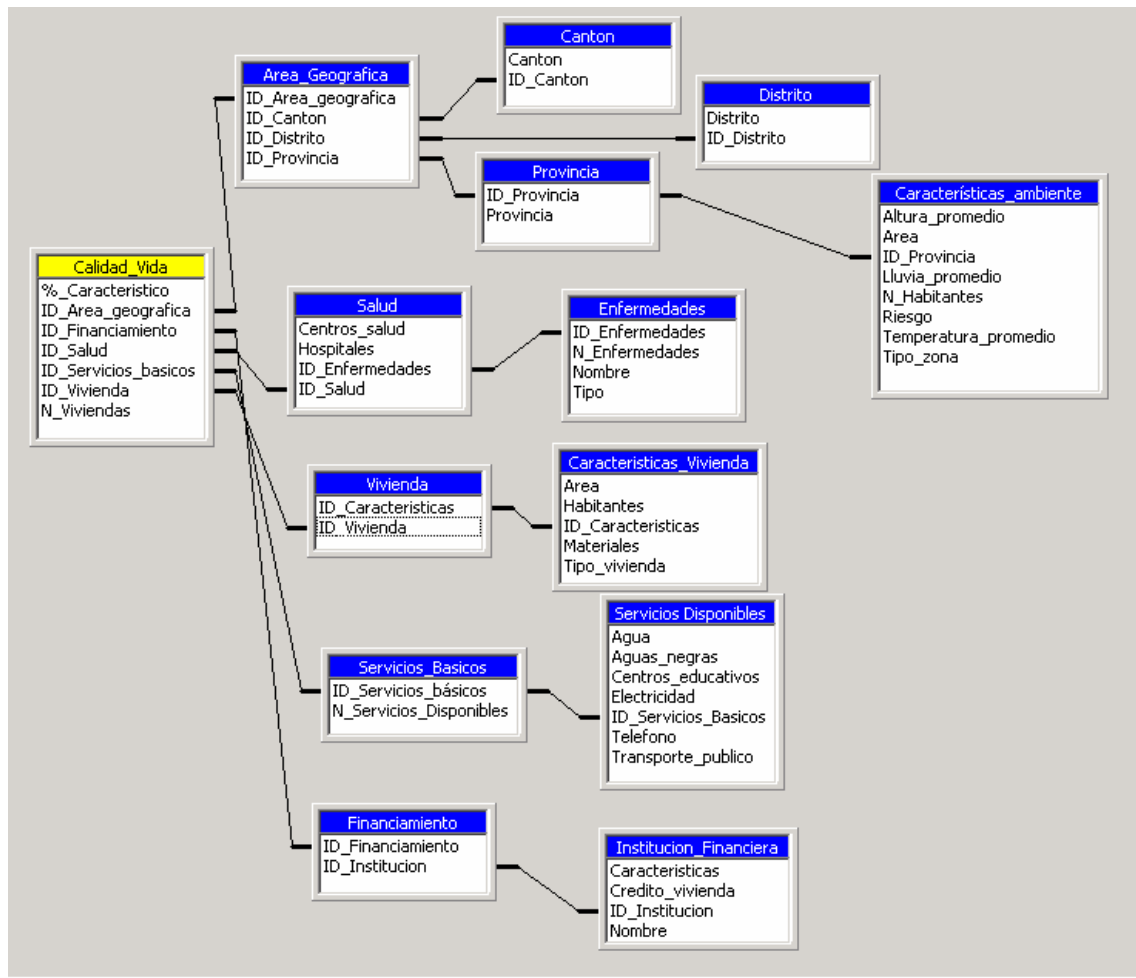 Canton
Canton
ID_Canton
Area_Geografica
ID_Area_geografica
ID_Canton
ID_Distrito
ID_Provincia
Distrito
Distrito
ID_Distrito
Provincia
ID_Provincia
Provincia
Característícas_ambiente
Altura_promedio
Area
ID_Provincia
Lluvia_promedio
N_Habitantes
Riesgo
Temperatura_promedio
Tipo_zona
Calidad_Vida
%_Caracteristico
ID_Area_geografica
ID_Financiamiento
ID_Salud
ID_Servicios_basicos
ID_Vivienda
N_Viviendas
Salud
Centros_salud
Hospitales
ID_Enfermedades
ID_Salud
Enfermedades
ID_Enfermedades
N_Enfermedades
Nombre
Tipo
Vivienda
ID_Caracteristicas
ID_Vivienda
Caracteristicas_Vivienda
Area
Habitantes
ID_Caracteristicas
Materiales
Tipo_vivienda
Servicios_Basicos
ID_Servicios_básicos
N_Servicios_Disponibles
Servicios Disponibles
Agua
Aguas_negras
Centros_educativos
Electricidad
ID_Servicios_Basicos
Telefono
Transporte_publico
Financiamiento
ID_Financiamiento
ID_Institucion
Institucion_Financiera
Caracteristicas
Credito_vivienda
ID_Institucion
Nombre